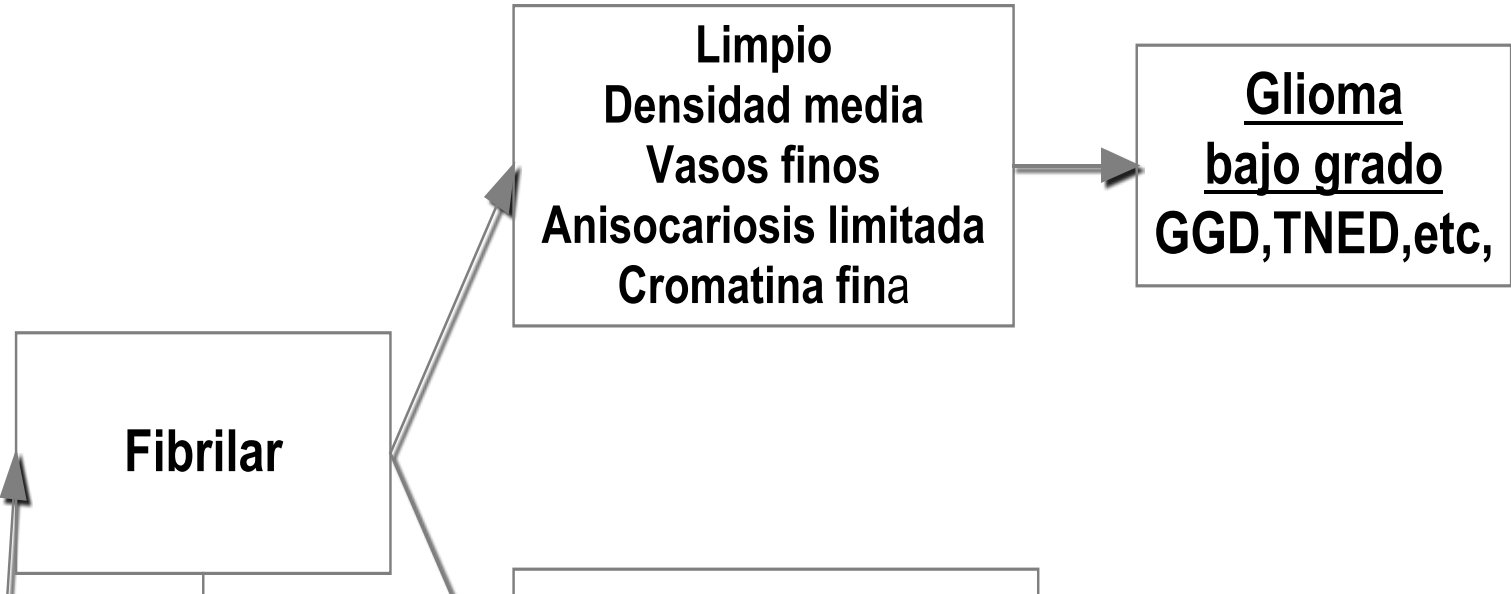 Limpio
Densidad media
Vasos finos
Anisocariosis limitada
Cromatina fina
Glioma
bajo grado
GGD,TNED,etc,
Fibrilar